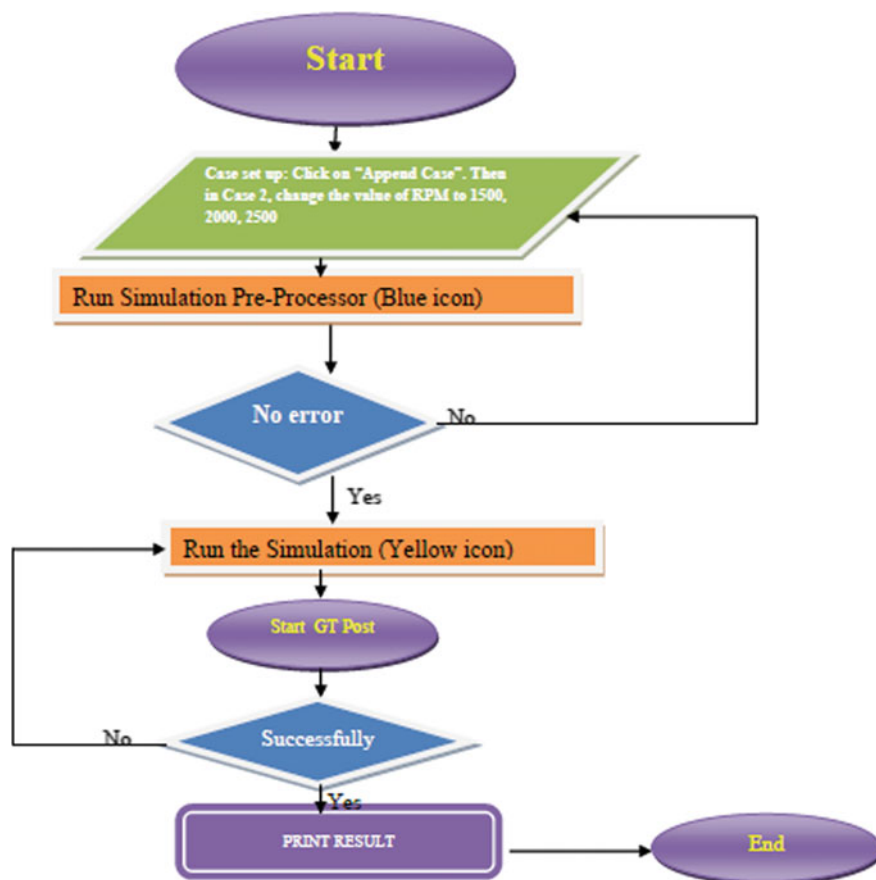 Start
Case set up: Click on "Append Case". Then
in Case 2, change the value of RPM to 1500,
2000, 2500
Run Simulation Pre-Processor (Blue icon)
No error
No
Yes
Run the Simulation (Yellow icon)
Start GT Post
No
Successfully
Yes
PRINT RESULT
End